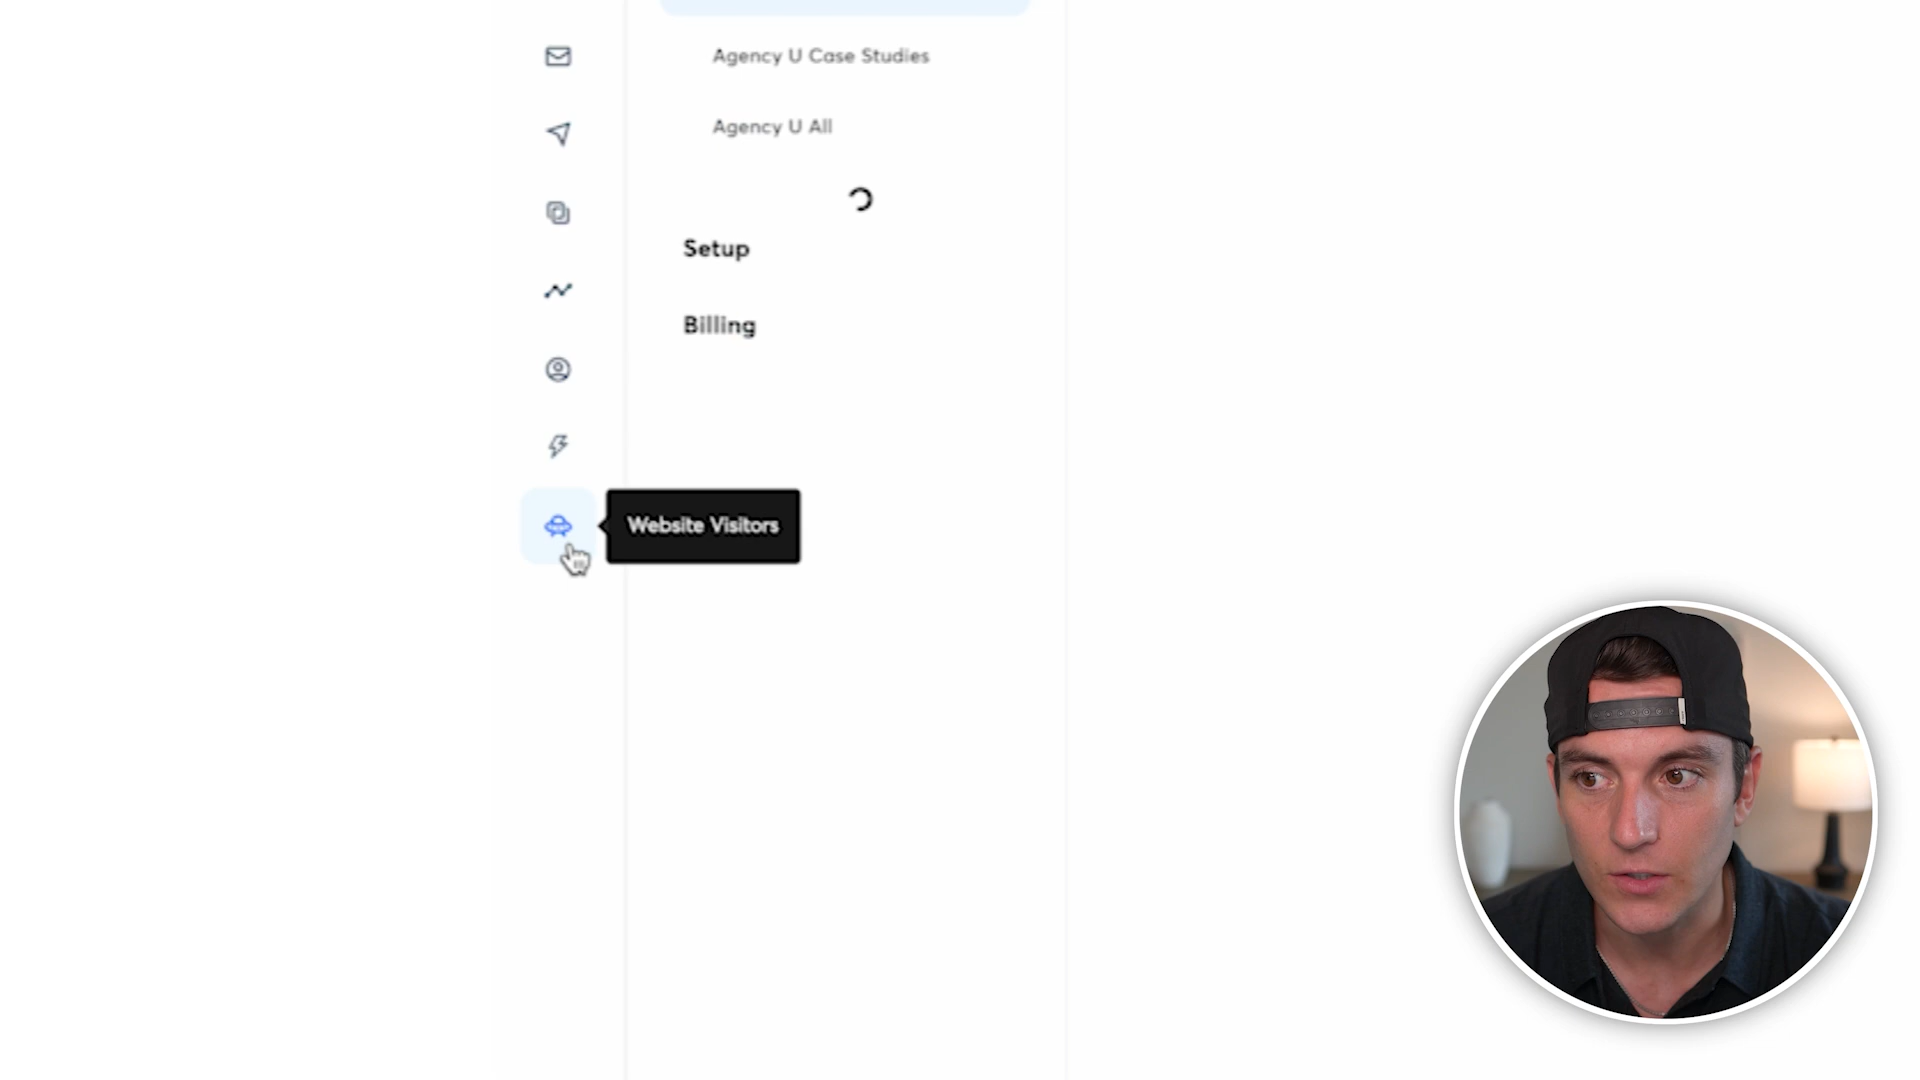 Agency U Case Studies
Agency U All
Setup
Billing
Website Visitors